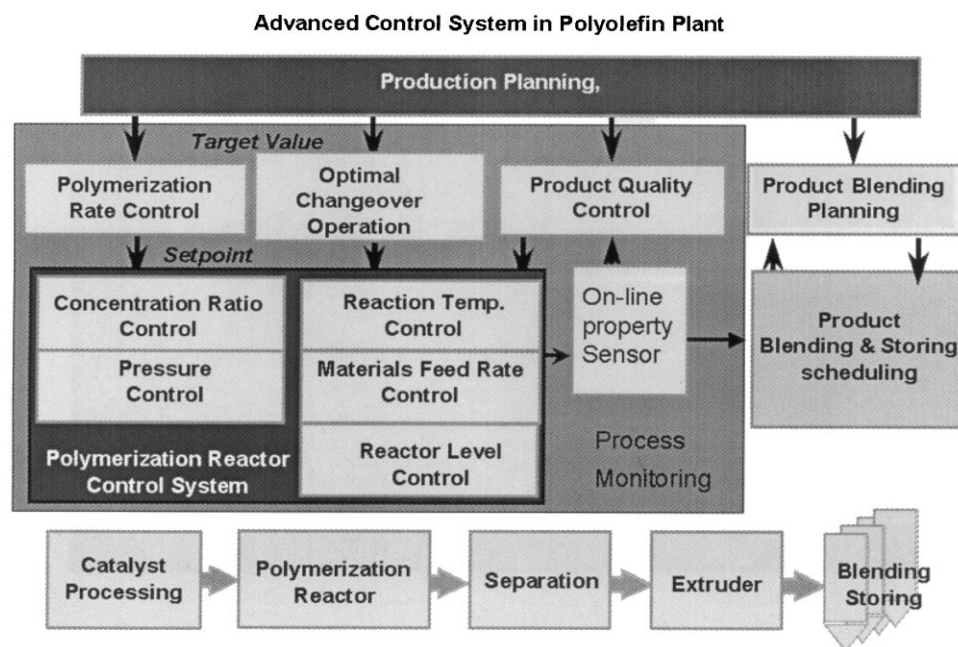 Advanced Control System in Polyolefin Plant
Production Planning,
Target Value
Polymerization
Rate Control
Optimal
Changeover
Operation
Product Quality
Control
Product Blending
Planning
Setpoint
Concentration Ratio
Control
Pressure
Control
Polymerization Reactor
Control System
Reaction Temp.
Control
Materials Feed Rate
Control
Reactor Level
Control
On-line
property
Sensor
Process
Monitoring
Product
Blending & Storing
scheduling
Catalyst
Processing
Polymerization
Reactor
Separation
Extruder
Blending
Storing